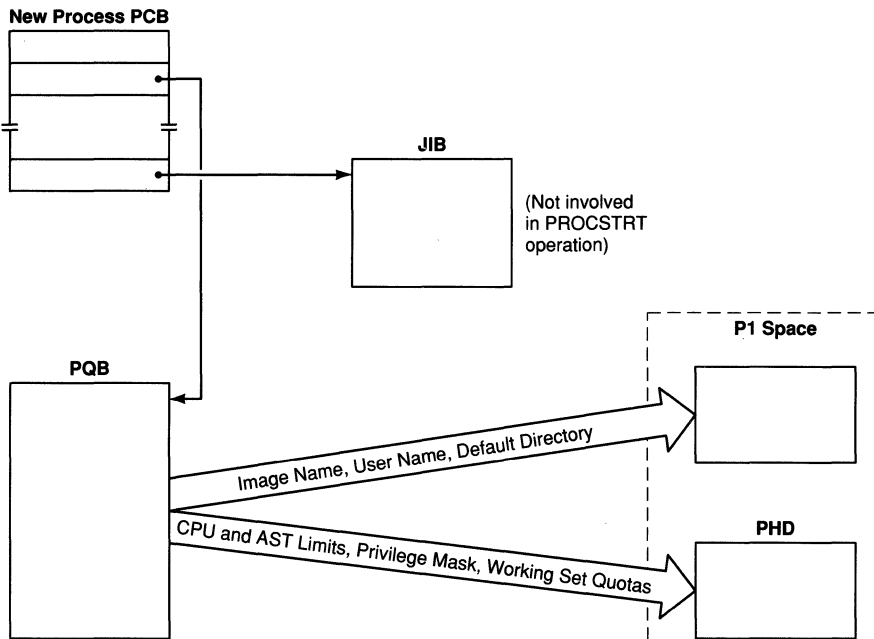 New Process PCB
JIB
(Not involved
in PROCSTRT
operation)
P1 Space
PQB
Image Name, User Name, Default Directory
CPU and AST Limits, Privilege Mask, Working Set Quotas
PHD